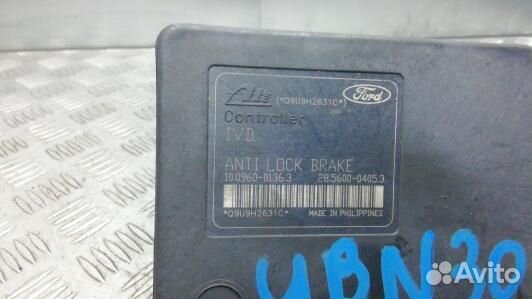 Ate (*Q9U9H2631C*) Ford
Controller
IVD
ANTI LOCK BRAKE
10.0960-0136.3 28.5600-0405.3
*Q9U9H2631C* MADE IN PHILIPPINES
UBN20
Avito